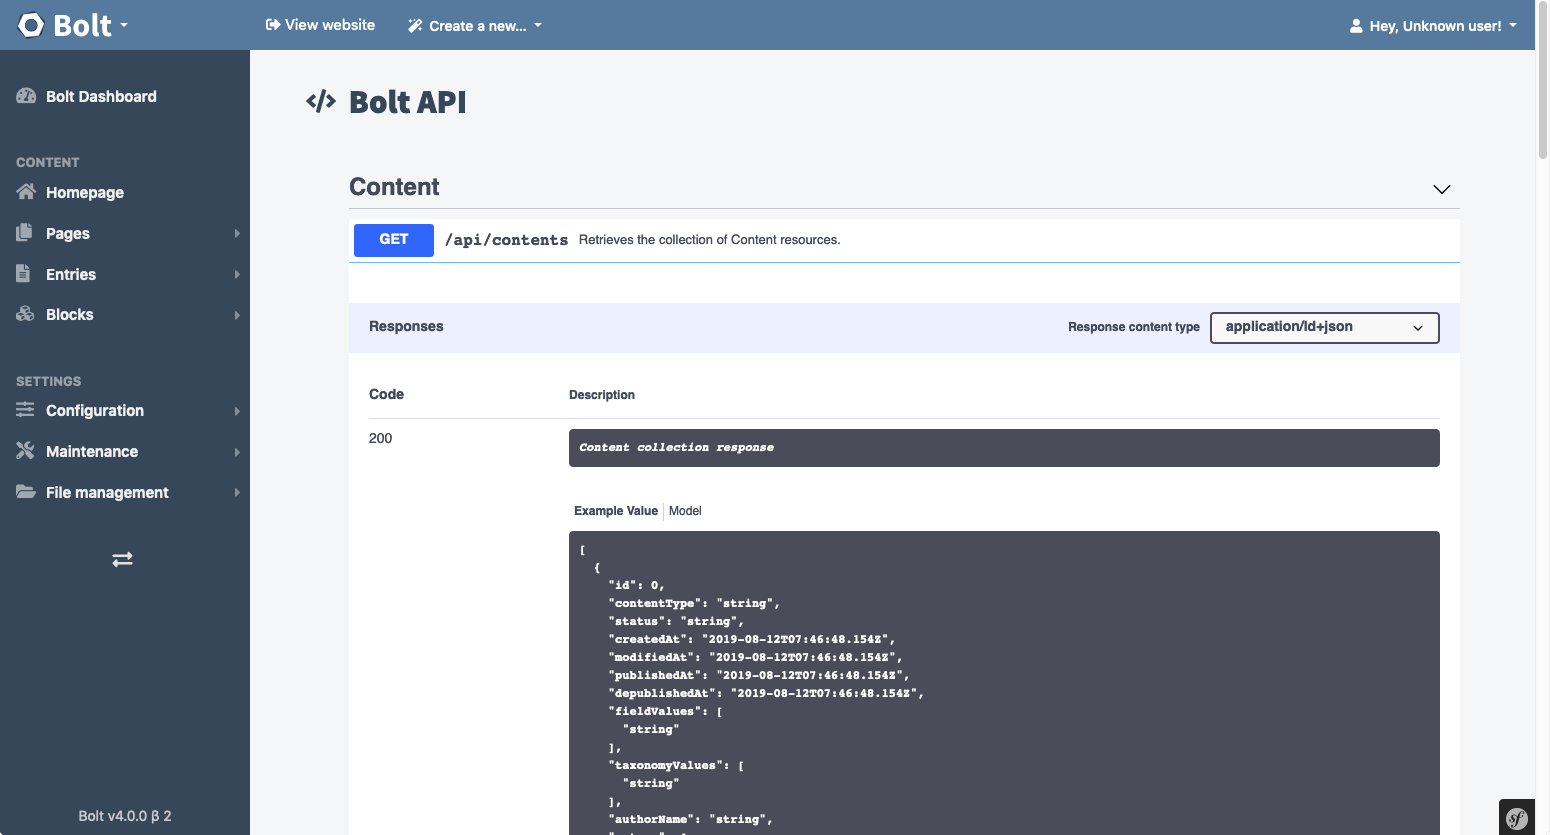 Bolt
View website
Create a new...
Hey, Unknown user!
Bolt Dashboard
CONTENT
Homepage
Pages
Entries
Blocks
SETTINGS
Configuration
Maintenance
File management
Bolt v4.0.0 β 2
</> Bolt API
Content
GET /api/contents Retrieves the collection of Content resources.
Responses
Response content type application/ld+json
Code Description
200
Content collection response
Example Value Model
[
{
"id": 0,
"contentType": "string",
"status": "string",
"createdAt": "2019-08-12T07:46:48.154Z",
"modifiedAt": "2019-08-12T07:46:48.154Z",
"publishedAt": "2019-08-12T07:46:48.154Z",
"depublishedAt": "2019-08-12T07:46:48.154Z",
"fieldValues": [
"string"
],
"taxonomyValues": [
"string"
],
"authorName": "string",
sf